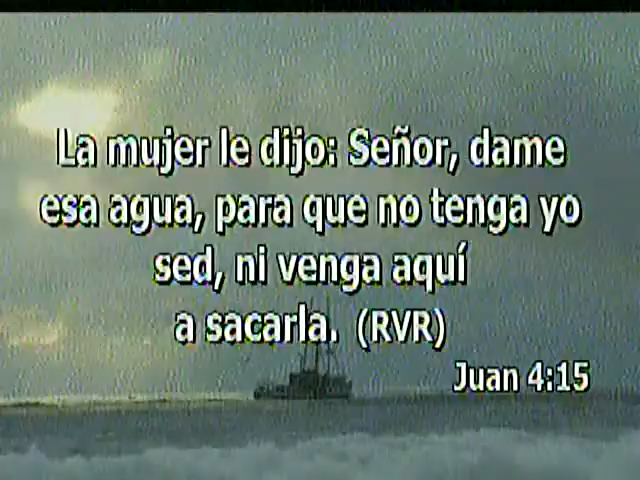 La mujer le dijo: Señor, dame
esa agua, para que no tenga yo
sed, ni venga aquí
a sacarla. (RVR)
Juan 4:15